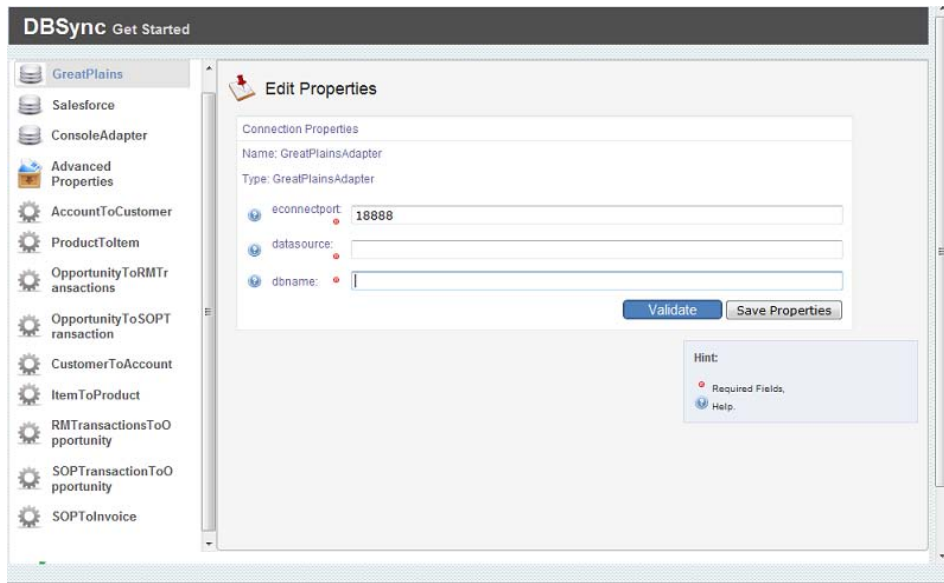 DBSync Get Started
GreatPlains
Salesforce
ConsoleAdapter
Advanced
Properties
AccountToCustomer
ProductToItem
OpportunityToRMTr
ansactions
OpportunityToSOPT
ransaction
CustomerToAccount
ItemToProduct
RMTransactionsToO
pportunity
SOPTransactionToO
pportunity
SOPToInvoice
Edit Properties
Connection Properties
Name: GreatPlainsAdapter
Type: GreatPlainsAdapter
econnectport: 18888
datasource:
dbname:
Validate Save Properties
Hint:
Required Fields,
Help.